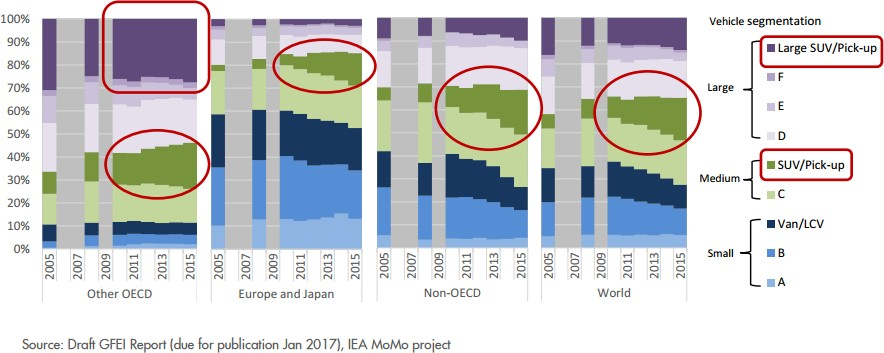 Vehicle segmentation
100%
90%
80%
70%
60%
50%
40%
30%
20%
10%
0%
2005
2007
2009
2011
2013
2015
Other OECD
2005
2007
2009
2011
2013
2015
Europe and Japan
2005
2007
2009
2011
2013
2015
Non-OECD
2005
2007
2009
2011
2013
2015
World
Large
Large SUV/Pick-up
F
E
D
Medium
SUV/Pick-up
C
Small
Van/LCV
B
A
Source: Draft GFEI Report (due for publication Jan 2017), IEA MoMo project